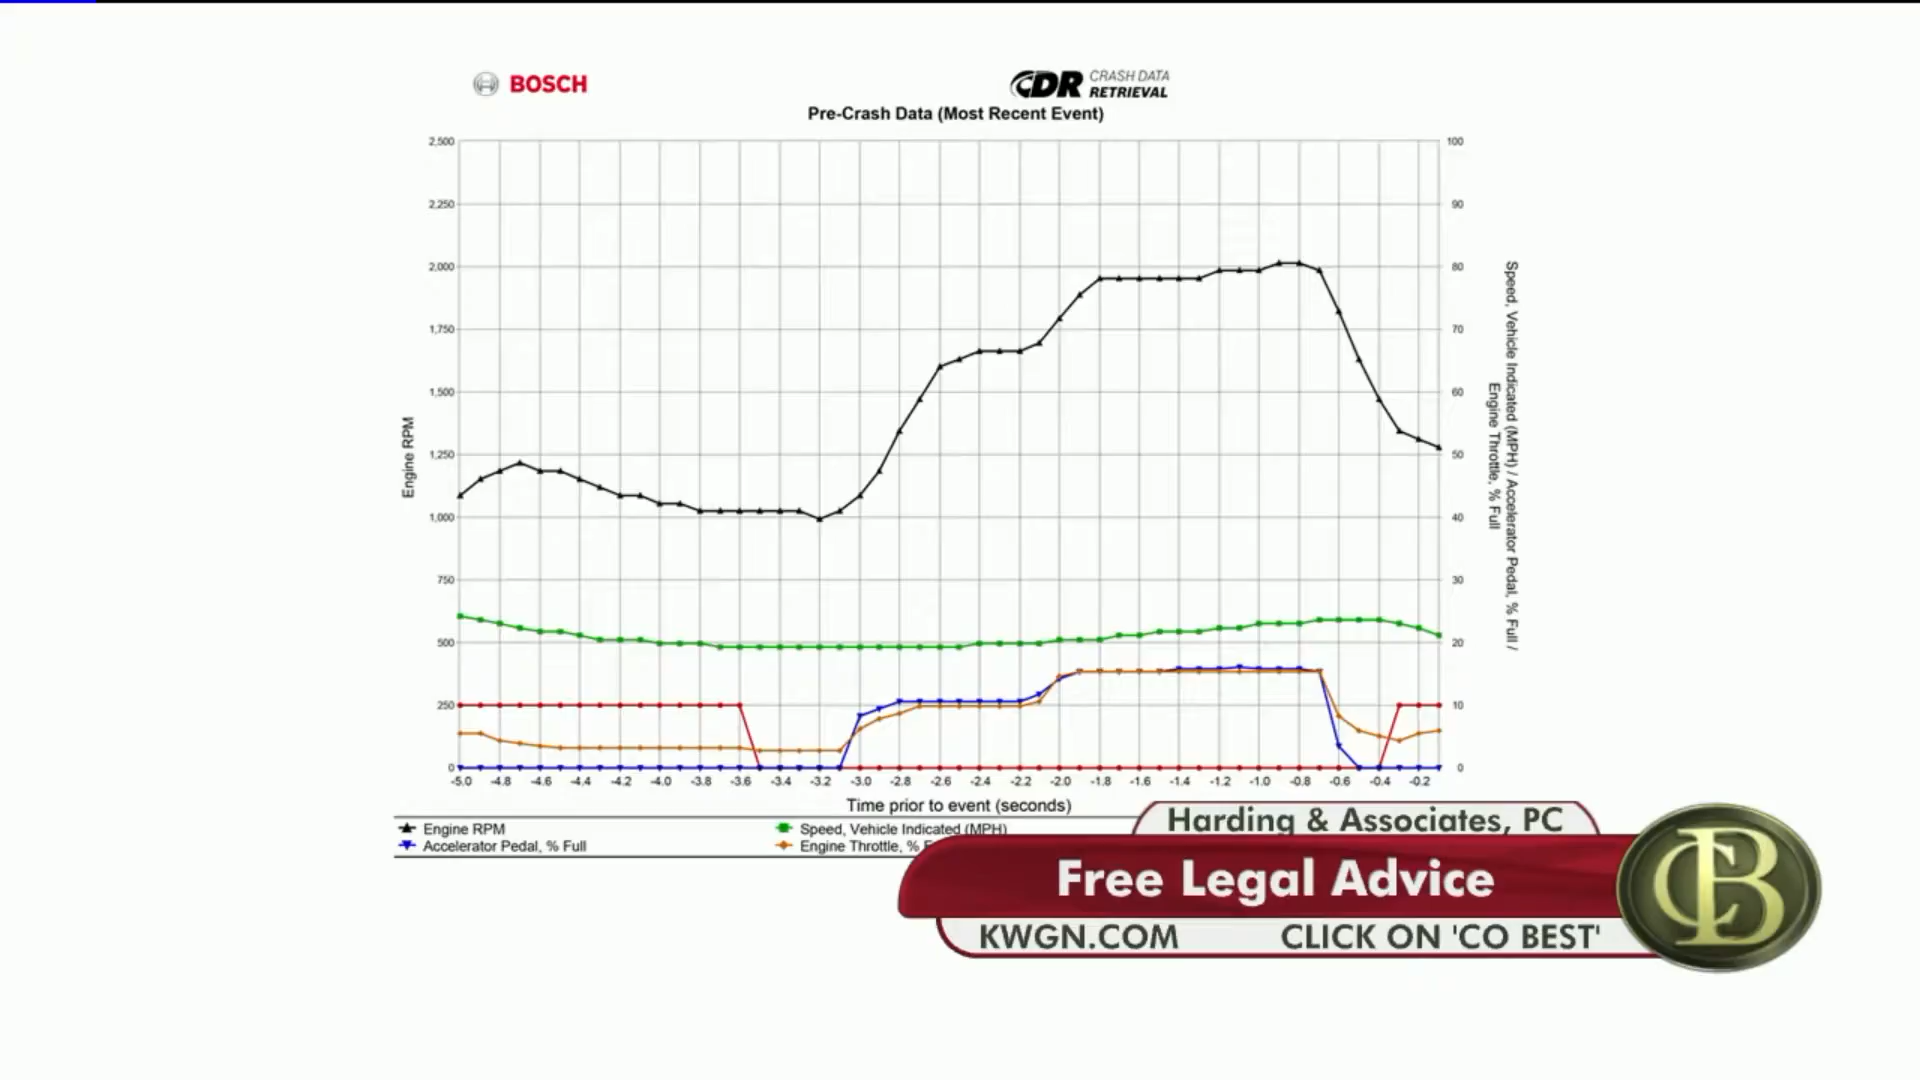 BOSCH
CDR CRASH DATA
RETRIEVAL
Pre-Crash Data (Most Recent Event)
2,500
2,250
2,000
1,750
1,500
1,250
1,000
750
500
250
0
Engine RPM
100
90
80
70
60
50
40
30
20
10
0
Speed, Vehicle Indicated (MPH) / Accelerator Pedal, % Full /
Engine Throttle, % Full
-5.0 -4.8 -4.6 -4.4 -4.2 -4.0 -3.8 -3.6 -3.4 -3.2 -3.0 -2.8 -2.6 -2.4 -2.2 -2.0 -1.8 -1.6 -1.4 -1.2 -1.0 -0.8 -0.6 -0.4 -0.2
Time prior to event (seconds)
Engine RPM Speed, Vehicle Indicated (MPH)
Accelerator Pedal, % Full Engine Throttle, %
Harding & Associates, PC
Free Legal Advice
KWGN.COM CLICK ON 'CO BEST'
CB